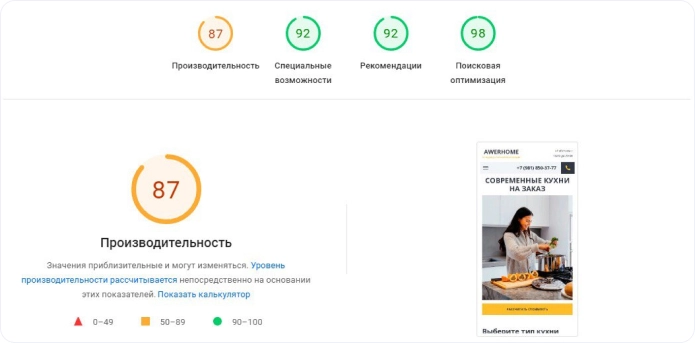 87
92
92
98
Производительность
Специальные
возможности
Рекомендации
Поисковая
оптимизация
87
Производительность
Значения приблизительные и могут изменяться. Уровень
производительности рассчитывается непосредственно на основании
этих показателей. Показать калькулятор
0–49
50–89
90–100
AWERHOME
+7 (981) 850-37-77
СОВРЕМЕННЫЕ КУХНИ
НА ЗАКАЗ
Выберите тип кухни